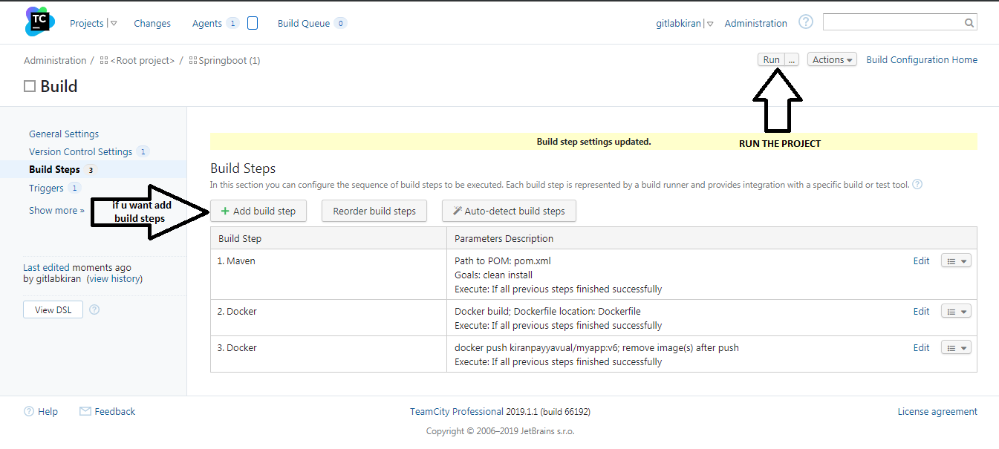 TC
Projects
Changes
Agents 1
Build Queue 0
gitlabkiran
Administration
?
Administration / <Root project> / Springboot (1)
Run ...
Actions
Build Configuration Home
Build
General Settings
Version Control Settings 1
Build Steps 3
Triggers 1
Show more »
if u want add
build steps
Last edited moments ago
by gitlabkiran (view history)
View DSL ?
Build step settings updated.
RUN THE PROJECT
Build Steps
In this section you can configure the sequence of build steps to be executed. Each build step is represented by a build runner and provides integration with a specific build or test tool. ?
+ Add build step
Reorder build steps
Auto-detect build steps
Build Step Parameters Description
1. Maven Path to POM: pom.xml Edit
Goals: clean install
Execute: If all previous steps finished successfully
2. Docker Docker build; Dockerfile location: Dockerfile Edit
Execute: If all previous steps finished successfully
3. Docker docker push kiranpayyavual/myapp:v6; remove image(s) after push Edit
Execute: If all previous steps finished successfully
? Help
Feedback
TeamCity Professional 2019.1.1 (build 66192)
License agreement
Copyright © 2006–2019 JetBrains s.r.o.